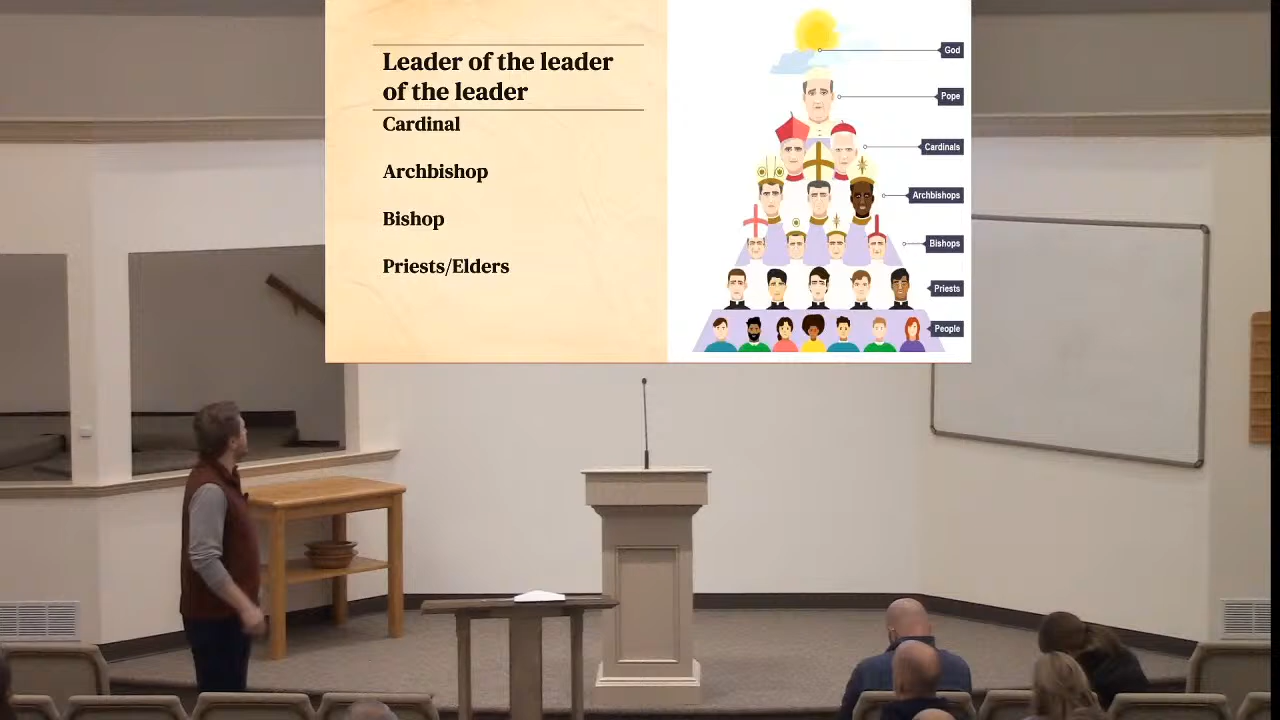 Leader of the leader
of the leader
Cardinal
Archbishop
Bishop
Priests/Elders
God
Pope
Cardinals
Archbishops
Bishops
Priests
People